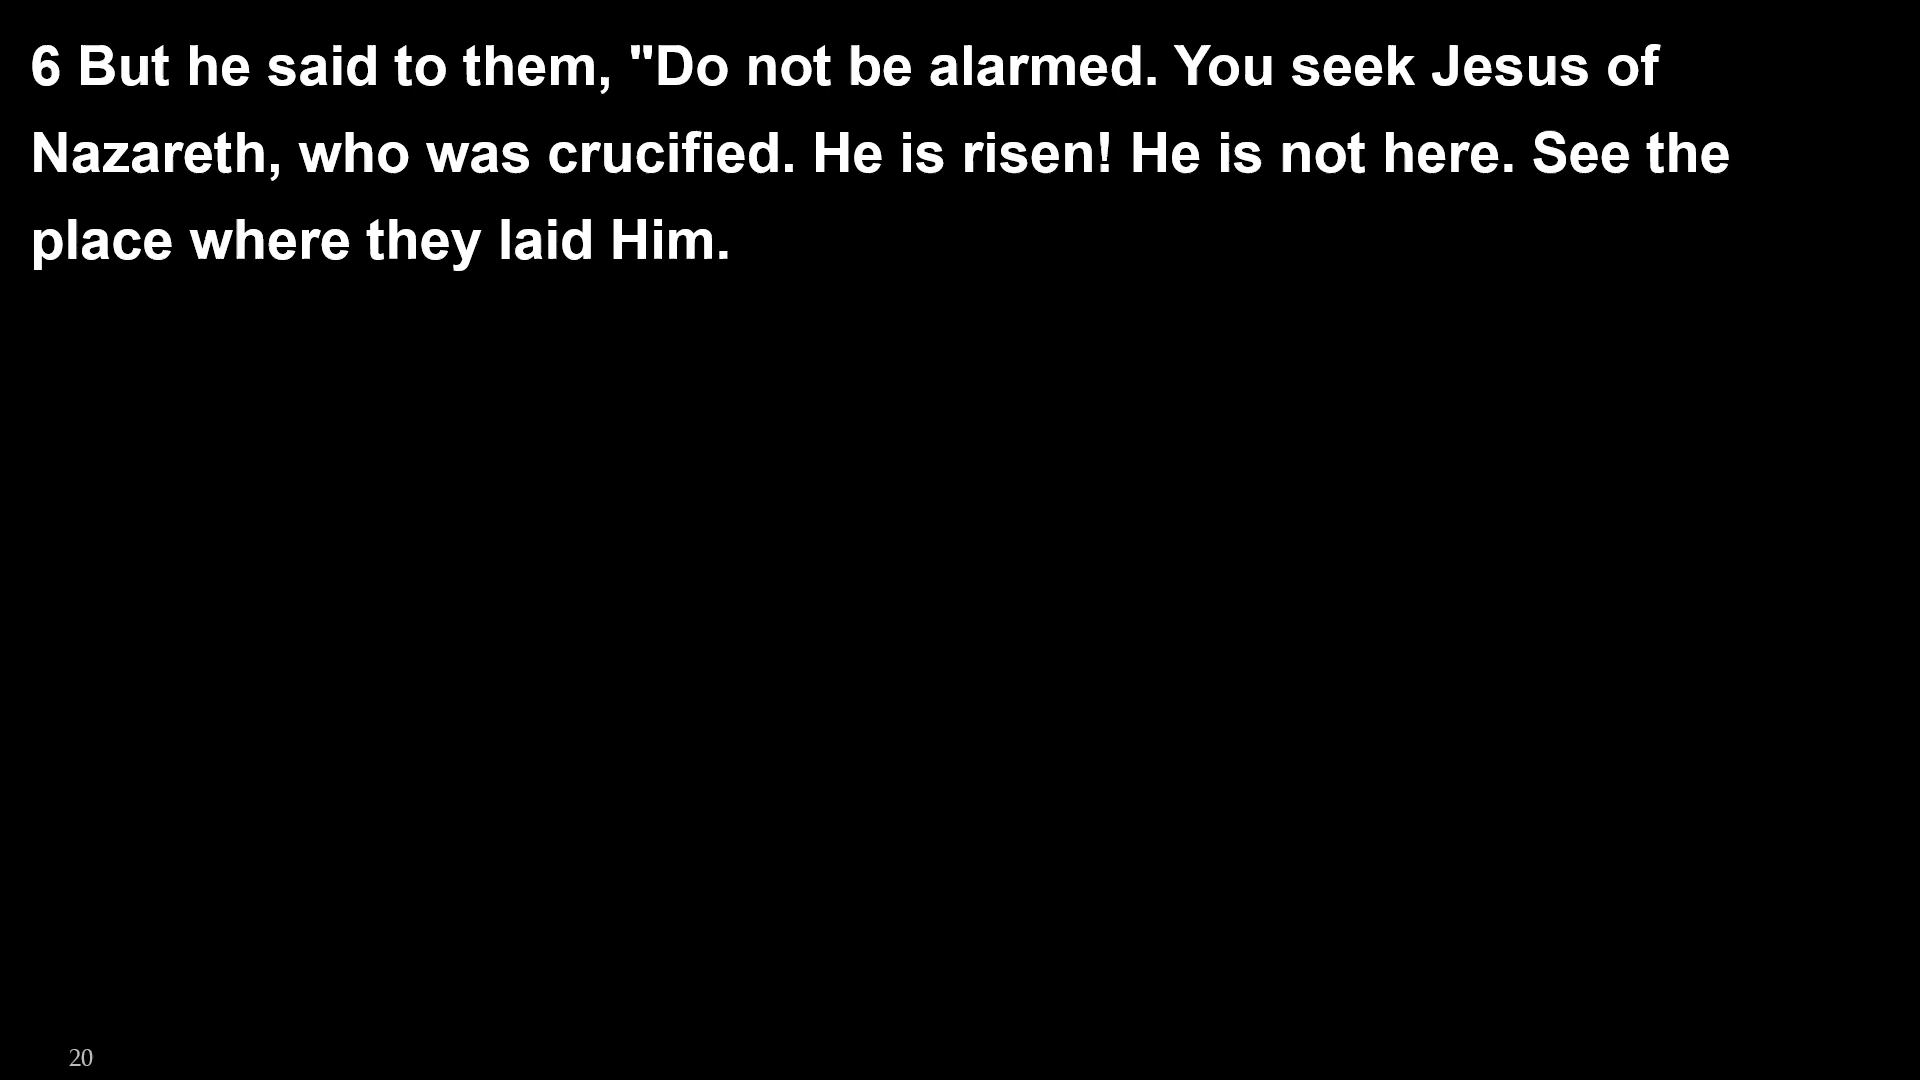 6 But he said to them, "Do not be alarmed. You seek Jesus of
Nazareth, who was crucified. He is risen! He is not here. See the
place where they laid Him.
20